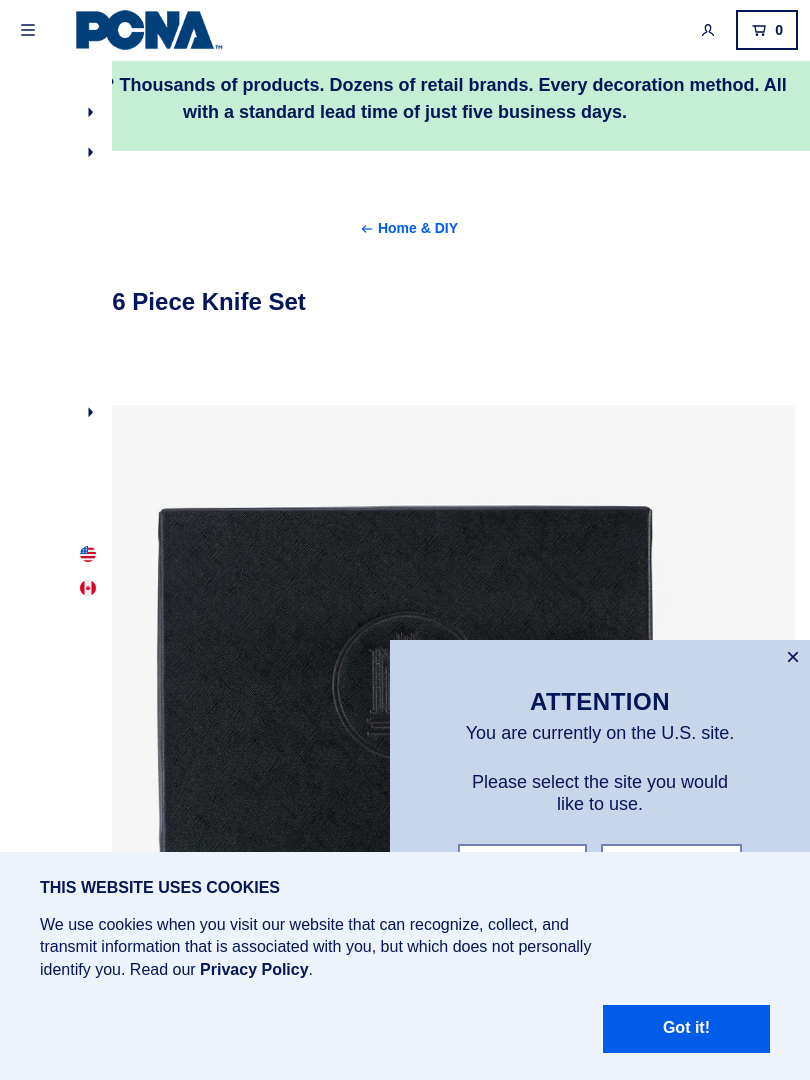 PCNA™
0
Thousands of products. Dozens of retail brands. Every decoration method. All
with a standard lead time of just five business days.
Home & DIY
6 Piece Knife Set
ATTENTION
You are currently on the U.S. site.
Please select the site you would
like to use.
THIS WEBSITE USES COOKIES
We use cookies when you visit our website that can recognize, collect, and
transmit information that is associated with you, but which does not personally
identify you. Read our Privacy Policy.
Got it!